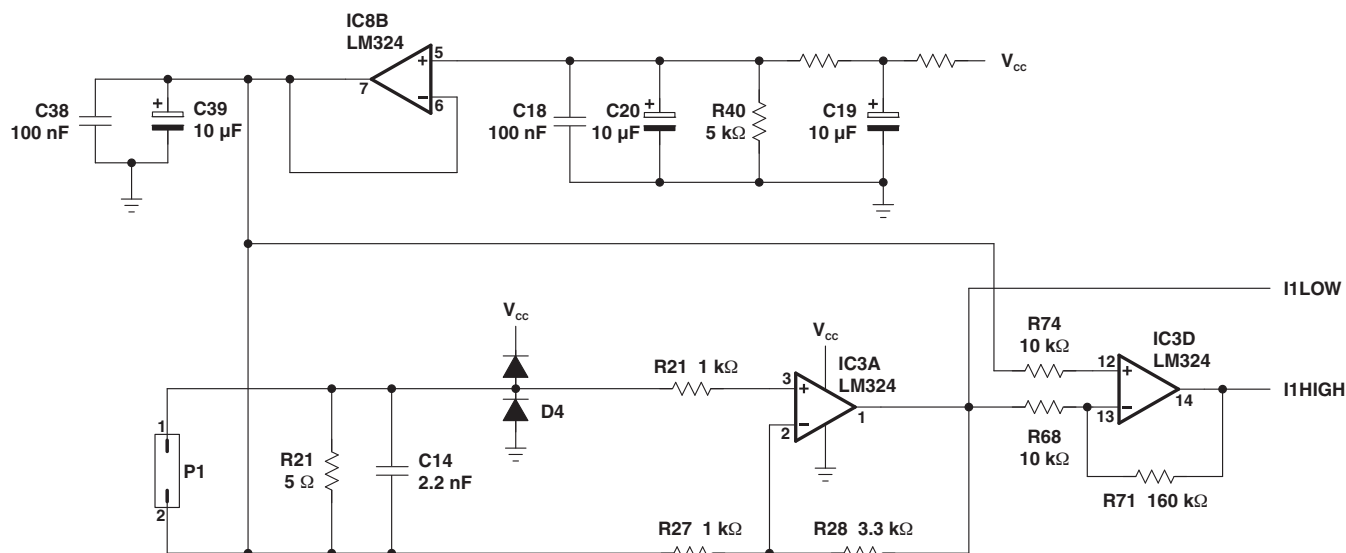 IC8B
LM324
5
6
7
+
−
V_cc
C38
100 nF
+
C39
10 µF
C18
100 nF
+
C20
10 µF
R40
5 kΩ
+
C19
10 µF
I1LOW
V_cc
V_cc
R74
10 kΩ
IC3D
LM324
12
+
13
−
14
I1HIGH
R21 1 kΩ
IC3A
LM324
3
+
2
−
1
D4
R68
10 kΩ
1
P1
2
R21
5 Ω
C14
2.2 nF
R71 160 kΩ
R27 1 kΩ
R28 3.3 kΩ